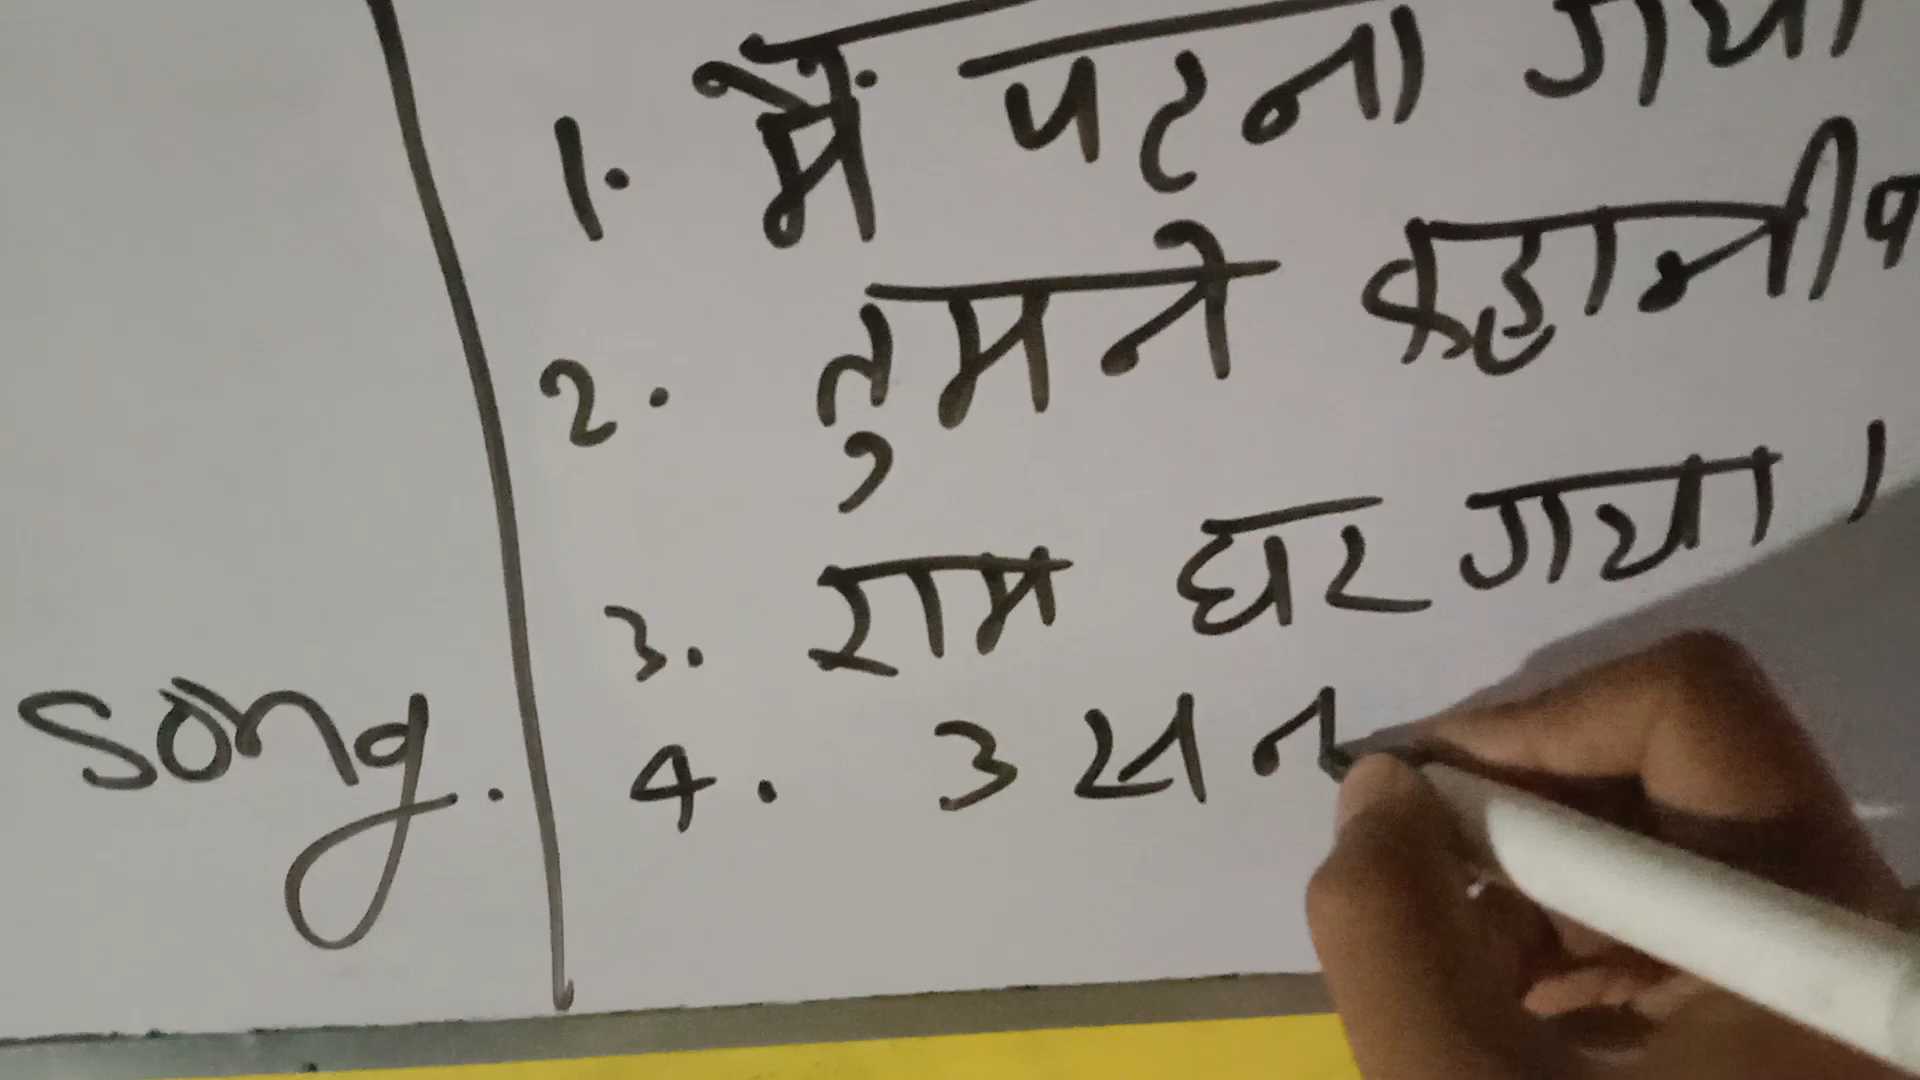 1. मैं पटना गया
2. तुमने कहानी
3. राम घर गया।
song.
4. उसन